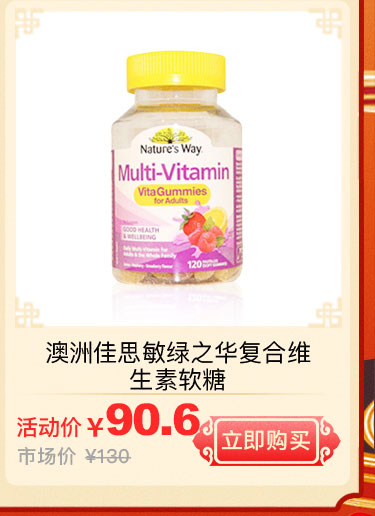 Nature's Way
Multi-Vitamin
VitaGummies
for Adults
GOOD HEALTH
& WELLBEING
120
澳洲佳思敏绿之华复合维
生素软糖
活动价 ¥90.6
市场价 ¥130
立即购买